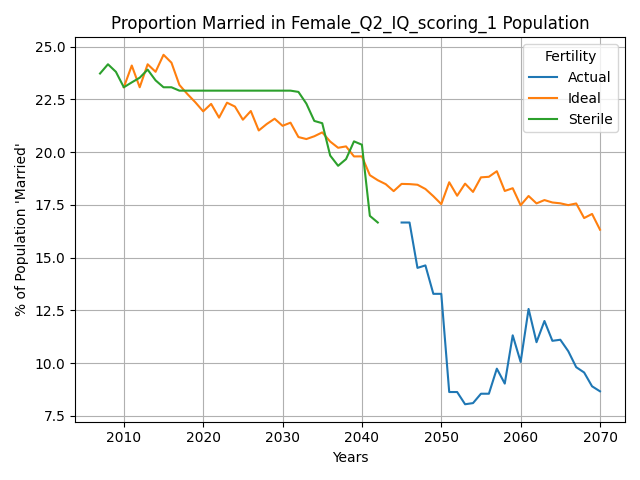 Proportion Married in Female_Q2_IQ_scoring_1 Population
% of Population 'Married'
25.0
22.5
20.0
17.5
15.0
12.5
10.0
7.5
Fertility
Actual
Ideal
Sterile
2010 2020 2030 2040 2050 2060 2070
Years